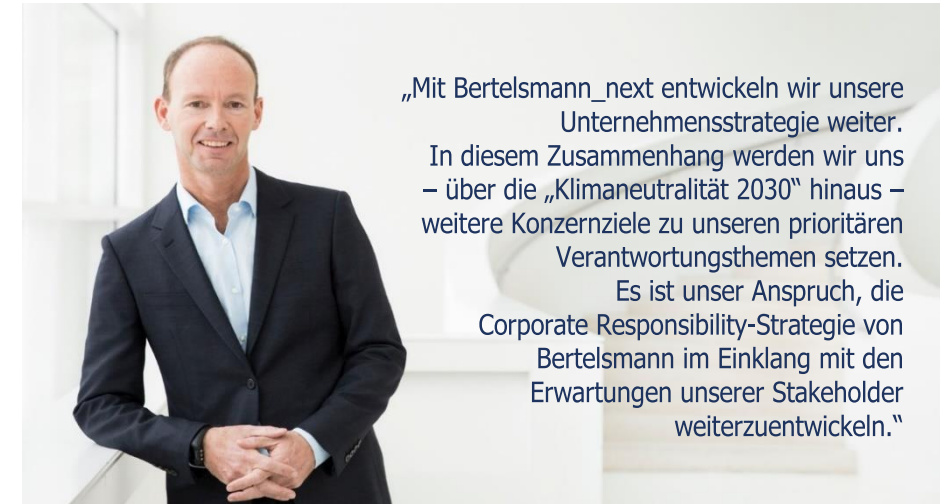 „Mit Bertelsmann_next entwickeln wir unsere
Unternehmensstrategie weiter.
In diesem Zusammenhang werden wir uns
– über die „Klimaneutralität 2030“ hinaus –
weitere Konzernziele zu unseren prioritären
Verantwortungsthemen setzen.
Es ist unser Anspruch, die
Corporate Responsibility-Strategie von
Bertelsmann im Einklang mit den
Erwartungen unserer Stakeholder
weiterzuentwickeln.“